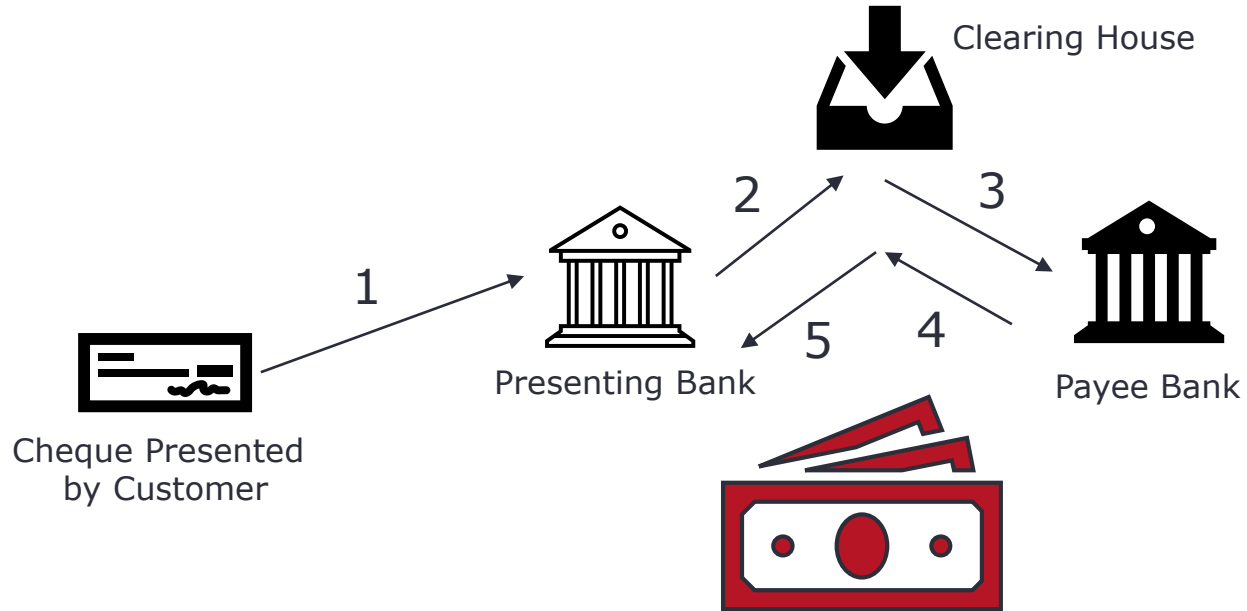 Clearing House
2
3
1
5
4
Presenting Bank
Payee Bank
Cheque Presented
by Customer